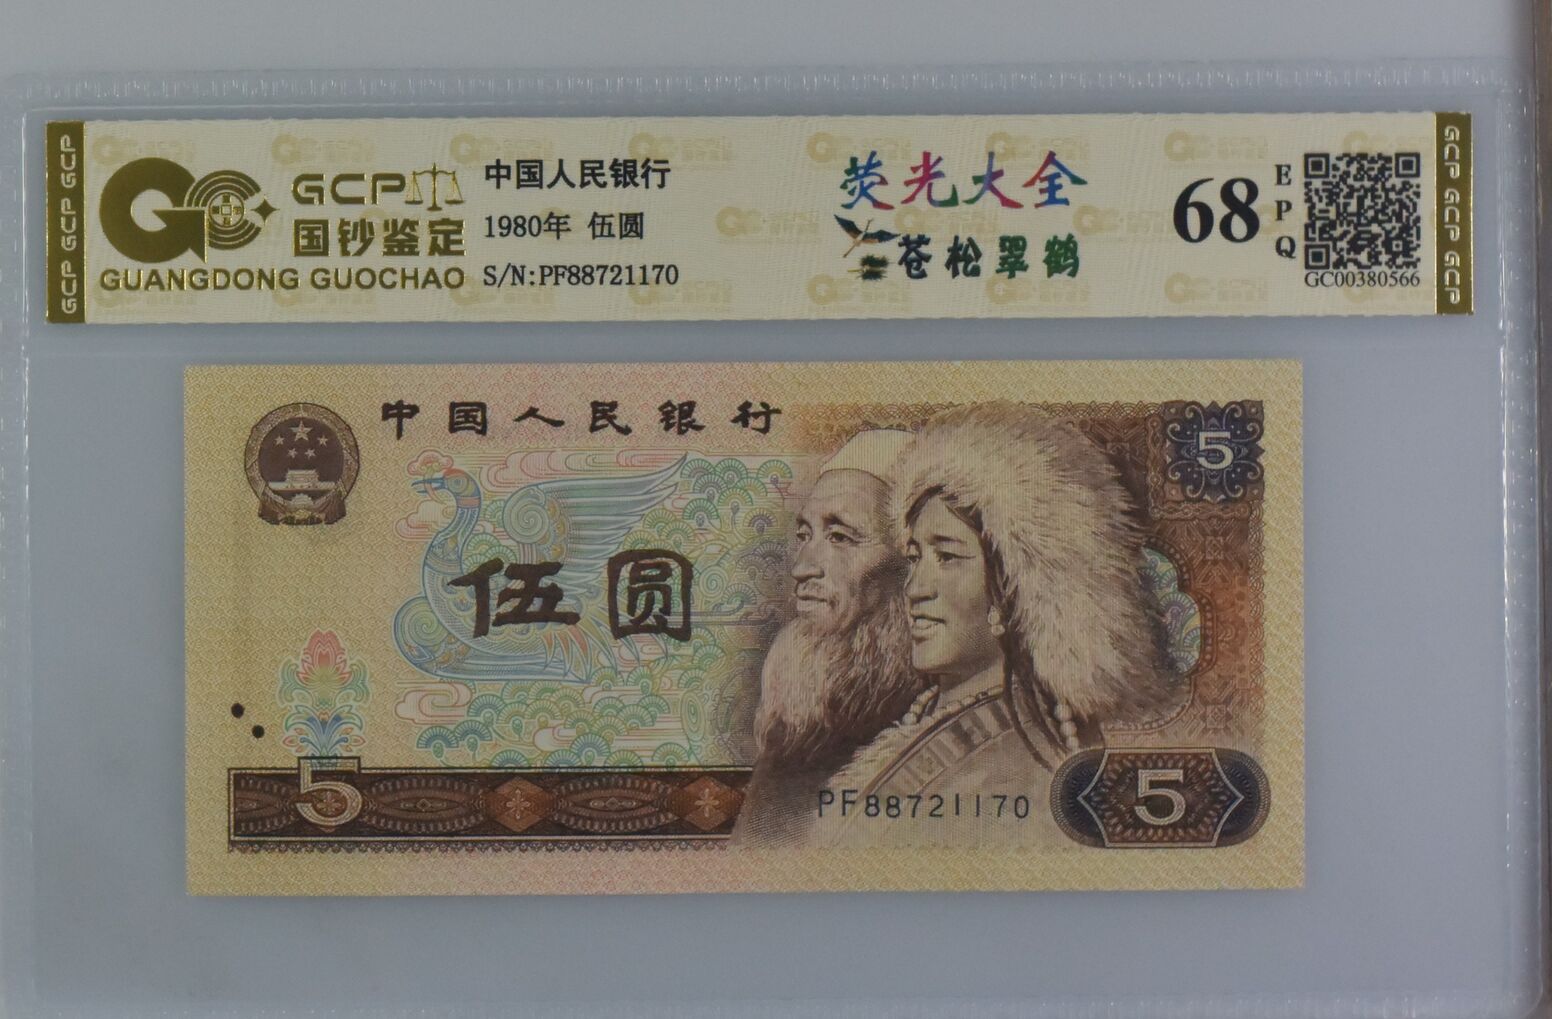 GCP GCP GCP
GCP
国钞鉴定
GUANGDONG GUOCHAO
中国人民银行
1980年 伍圆
S/N:PF88721170
荧光大全
苍松翠鹤
68
EPQ
GC00380566
GCP GCP GCP
中国人民银行
5
伍圆
5
PF88721170
5